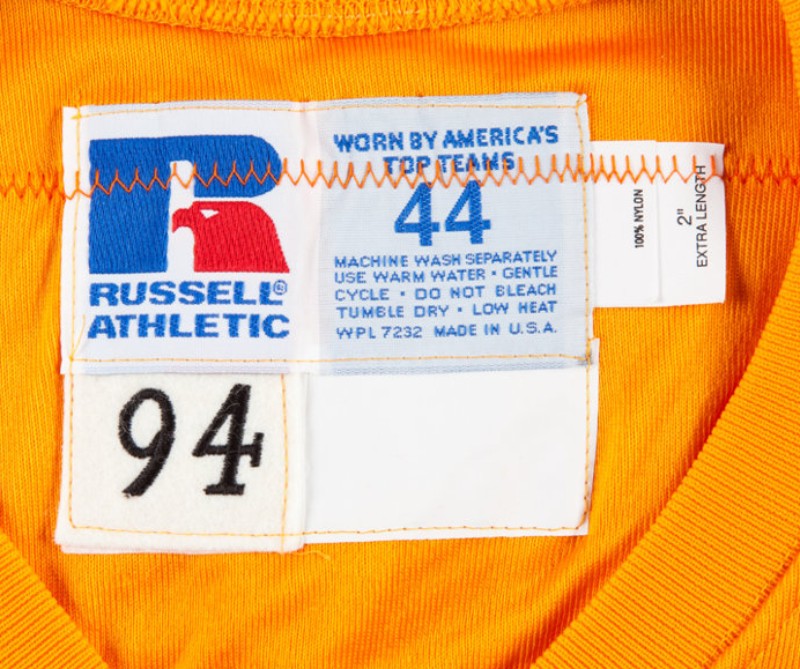 WORN BY AMERICA'S
TOP TEAMS
44
MACHINE WASH SEPARATELY
USE WARM WATER • GENTLE
CYCLE • DO NOT BLEACH
TUMBLE DRY • LOW HEAT
WPL 7232 MADE IN U.S.A.
R
RUSSELL®
ATHLETIC
94
100% NYLON
2"
EXTRA LENGTH